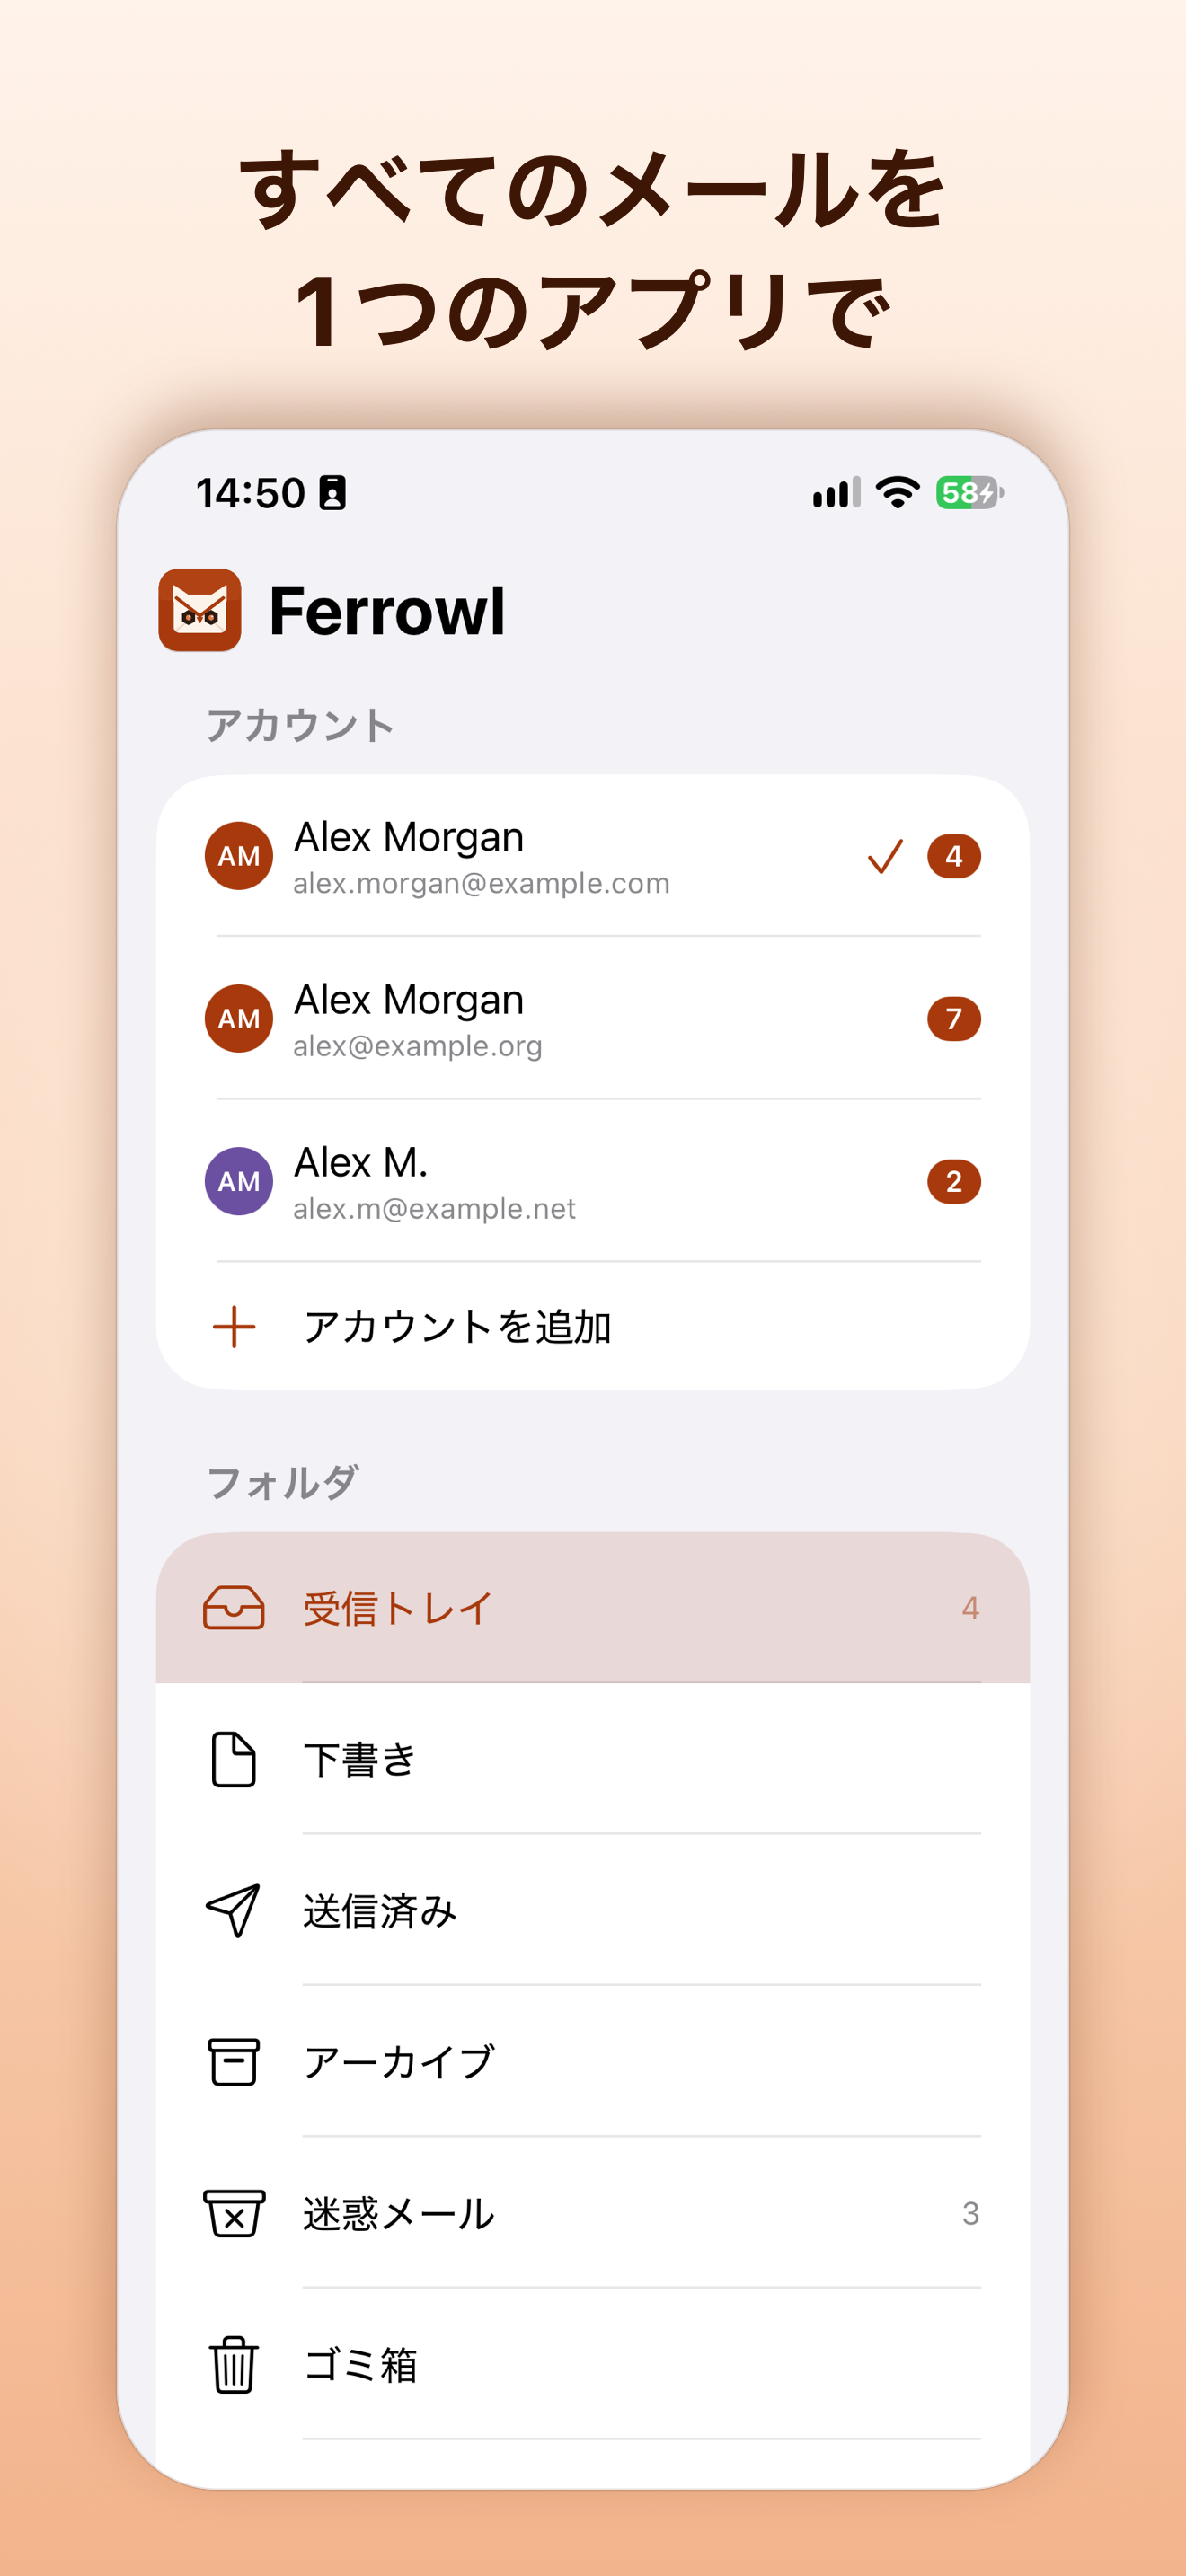 すべてのメールを
1つのアプリで
14:50
58
Ferrowl
アカウント
AM
Alex Morgan
alex.morgan@example.com
4
AM
Alex Morgan
alex@example.org
7
AM
Alex M.
alex.m@example.net
2
アカウントを追加
フォルダ
受信トレイ 4
下書き
送信済み
アーカイブ
迷惑メール 3
ゴミ箱